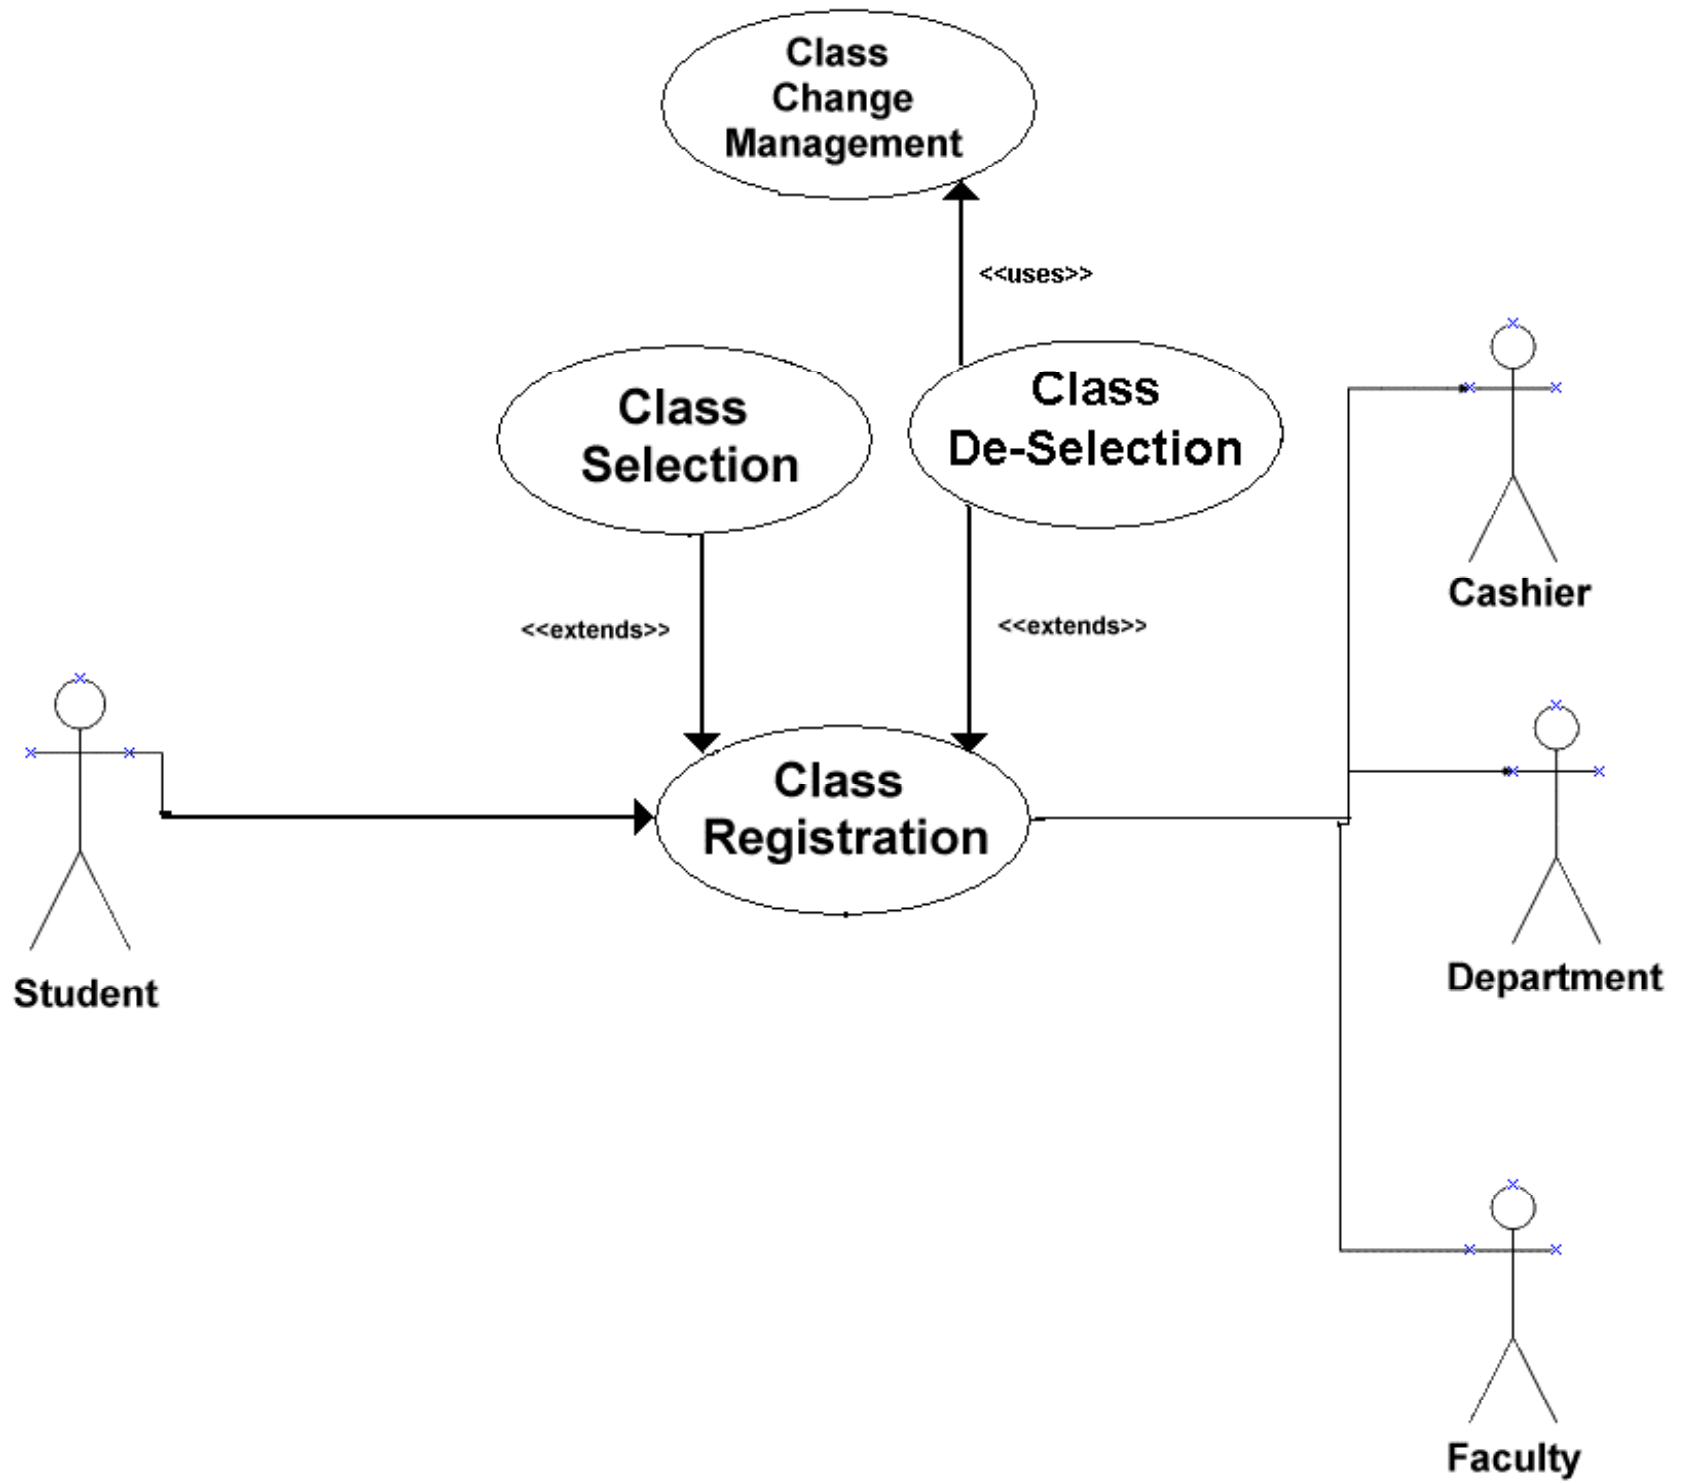 Class
Change
Management
<<uses>>
Class
Selection
Class
De-Selection
<<extends>>
<<extends>>
Cashier
Class
Registration
Student
Department
Faculty